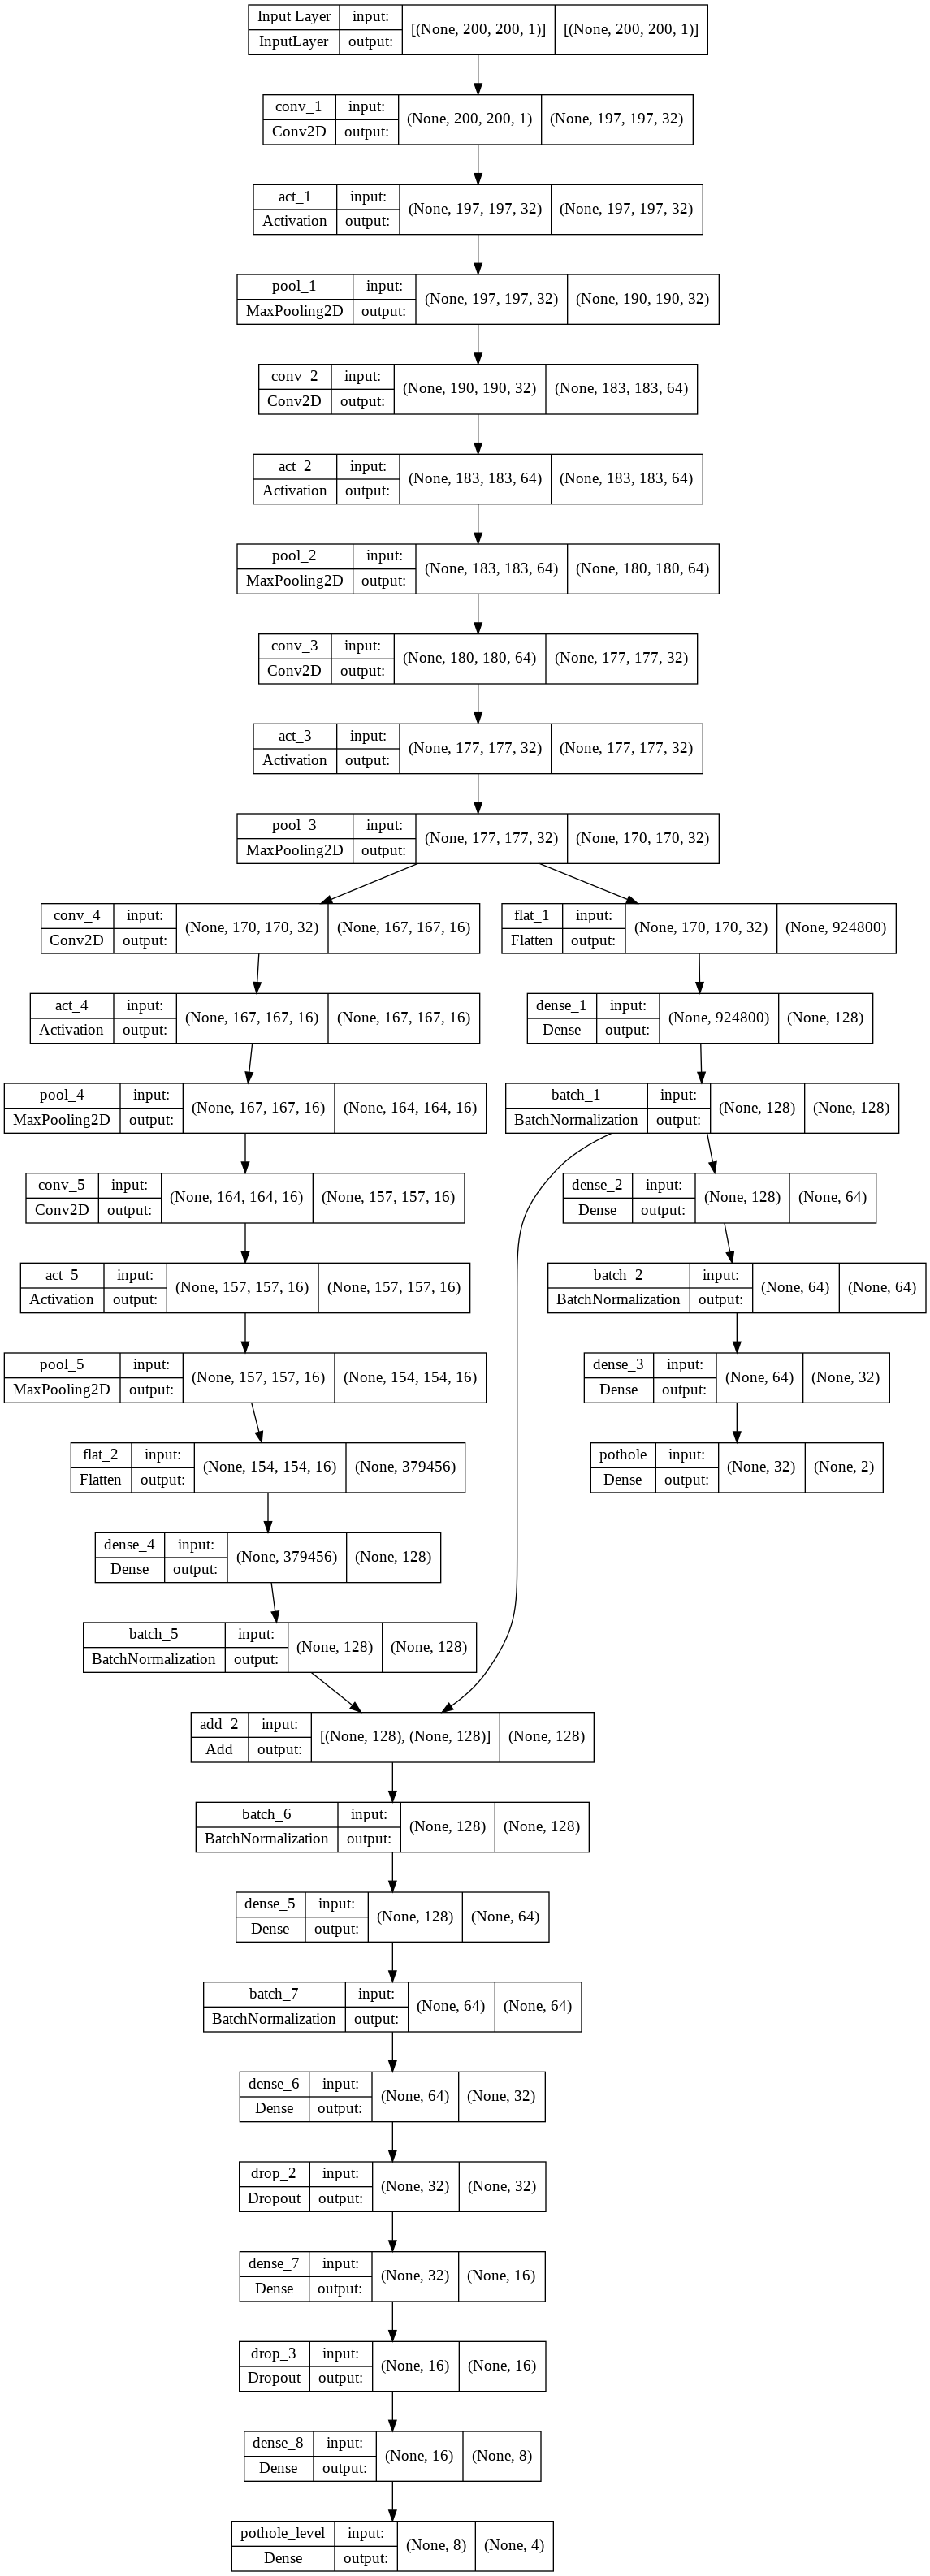 Input Layer input: [(None, 200, 200, 1)] [(None, 200, 200, 1)]
InputLayer output:
conv_1 input: (None, 200, 200, 1) (None, 197, 197, 32)
Conv2D output:
act_1 input: (None, 197, 197, 32) (None, 197, 197, 32)
Activation output:
pool_1 input: (None, 197, 197, 32) (None, 190, 190, 32)
MaxPooling2D output:
conv_2 input: (None, 190, 190, 32) (None, 183, 183, 64)
Conv2D output:
act_2 input: (None, 183, 183, 64) (None, 183, 183, 64)
Activation output:
pool_2 input: (None, 183, 183, 64) (None, 180, 180, 64)
MaxPooling2D output:
conv_3 input: (None, 180, 180, 64) (None, 177, 177, 32)
Conv2D output:
act_3 input: (None, 177, 177, 32) (None, 177, 177, 32)
Activation output:
pool_3 input: (None, 177, 177, 32) (None, 170, 170, 32)
MaxPooling2D output:
conv_4 input: (None, 170, 170, 32) (None, 167, 167, 16)
Conv2D output:
flat_1 input: (None, 170, 170, 32) (None, 924800)
Flatten output:
act_4 input: (None, 167, 167, 16) (None, 167, 167, 16)
Activation output:
dense_1 input: (None, 924800) (None, 128)
Dense output:
pool_4 input: (None, 167, 167, 16) (None, 164, 164, 16)
MaxPooling2D output:
batch_1 input: (None, 128) (None, 128)
BatchNormalization output:
conv_5 input: (None, 164, 164, 16) (None, 157, 157, 16)
Conv2D output:
dense_2 input: (None, 128) (None, 64)
Dense output:
act_5 input: (None, 157, 157, 16) (None, 157, 157, 16)
Activation output:
batch_2 input: (None, 64) (None, 64)
BatchNormalization output:
pool_5 input: (None, 157, 157, 16) (None, 154, 154, 16)
MaxPooling2D output:
dense_3 input: (None, 64) (None, 32)
Dense output:
flat_2 input: (None, 154, 154, 16) (None, 379456)
Flatten output:
pothole input: (None, 32) (None, 2)
Dense output:
dense_4 input: (None, 379456) (None, 128)
Dense output:
batch_5 input: (None, 128) (None, 128)
BatchNormalization output:
add_2 input: [(None, 128), (None, 128)] (None, 128)
Add output:
batch_6 input: (None, 128) (None, 128)
BatchNormalization output:
dense_5 input: (None, 128) (None, 64)
Dense output:
batch_7 input: (None, 64) (None, 64)
BatchNormalization output:
dense_6 input: (None, 64) (None, 32)
Dense output:
drop_2 input: (None, 32) (None, 32)
Dropout output:
dense_7 input: (None, 32) (None, 16)
Dense output:
drop_3 input: (None, 16) (None, 16)
Dropout output:
dense_8 input: (None, 16) (None, 8)
Dense output:
pothole_level input: (None, 8) (None, 4)
Dense output: